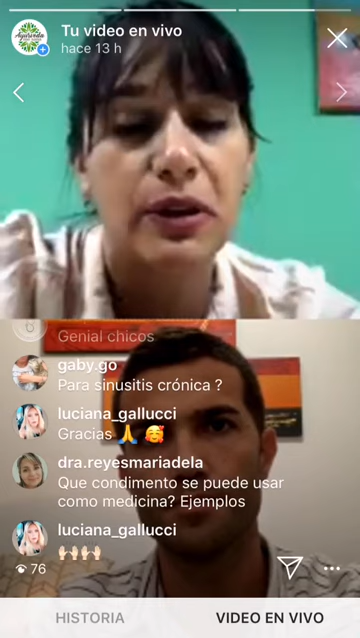 Tu video en vivo
hace 13 h
Ayurveda
Genial chicos
gaby.go
Para sinusitis crónica ?
luciana_gallucci
Gracias 🙏 🥰
dra.reyesmariadela
Que condimento se puede usar
como medicina? Ejemplos
luciana_gallucci
🙌🏻🙌🏻🙌🏻
76
HISTORIA
VIDEO EN VIVO